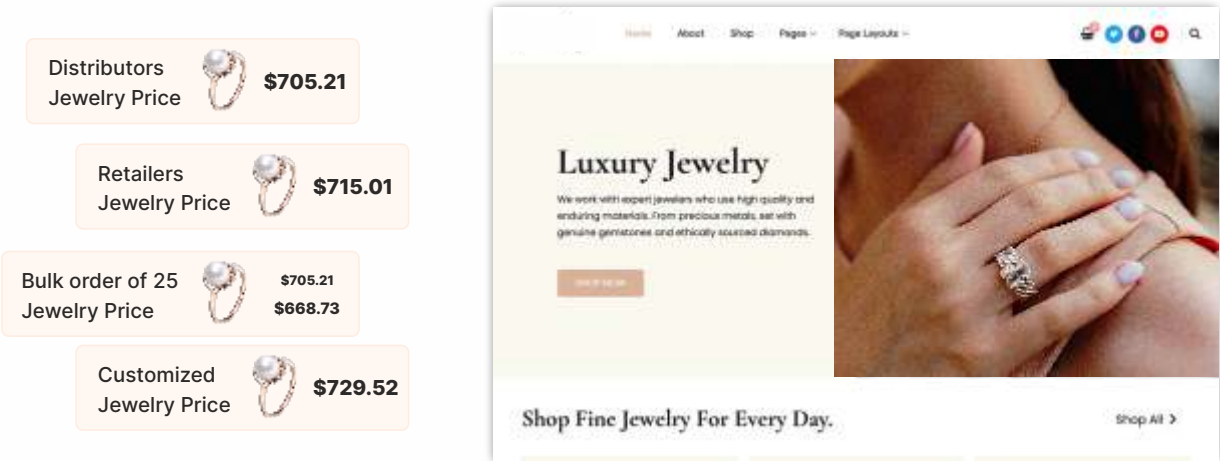 Distributors
Jewelry Price
$705.21
Retailers
Jewelry Price
$715.01
Bulk order of 25
Jewelry Price
$705.21
$668.73
Customized
Jewelry Price
$729.52
Home About Shop Pages Page Layouts
Luxury Jewelry
We work with expert jewelers who use high quality and
enduring materials. From precious metals, set with
genuine gemstones and ethically sourced diamonds.
SHOP NOW
Shop Fine Jewelry For Every Day.
Shop All